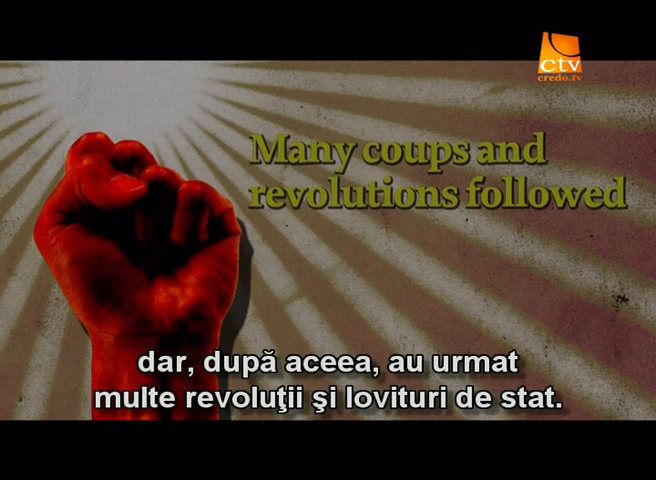 ctv
credo.tv
Many coups and
revolutions followed
dar, după aceea, au urmat
multe revoluţii şi lovituri de stat.